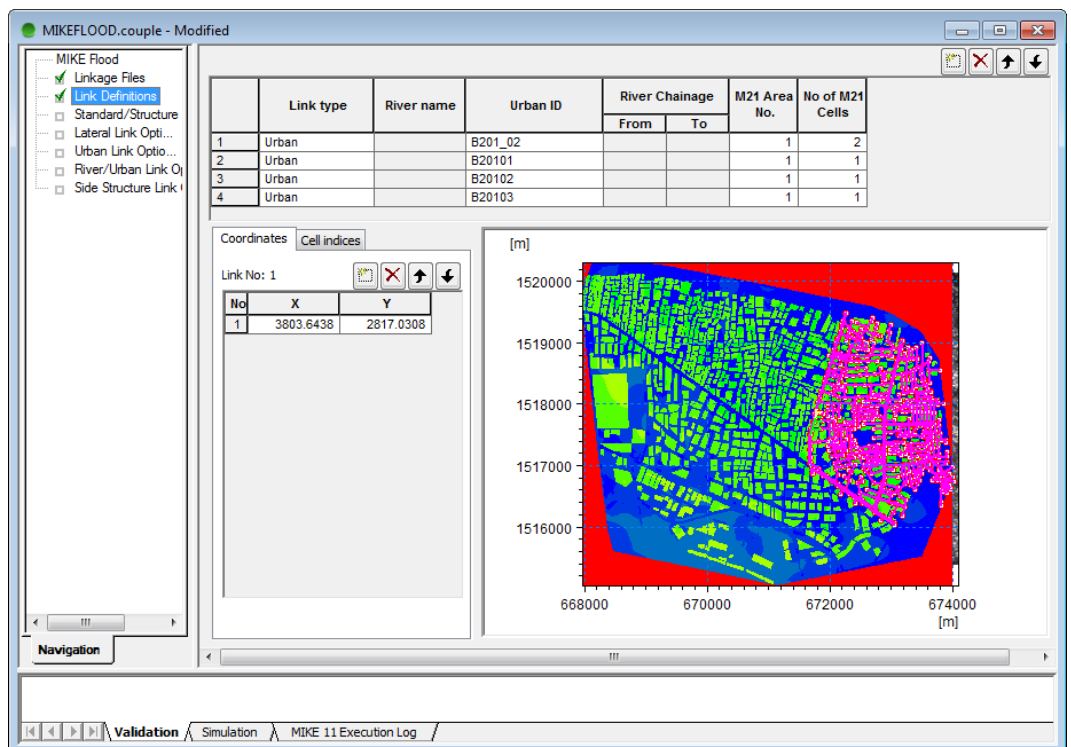 MIKEFLOOD.couple - Modified
MIKE Flood
Linkage Files
Link Definitions
Standard/Structure
Lateral Link Opti...
Urban Link Optio...
River/Urban Link Op
Side Structure Link
Navigation
Link type River name Urban ID River Chainage M21 Area No. No of M21 Cells
From To
1 Urban B201_02 1 2
2 Urban B20101 1 1
3 Urban B20102 1 1
4 Urban B20103 1 1
Coordinates Cell indices
Link No: 1
No X Y
1 3803.6438 2817.0308
[m]
1520000
1519000
1518000
1517000
1516000
668000 670000 672000 674000
[m]
Validation Simulation MIKE 11 Execution Log